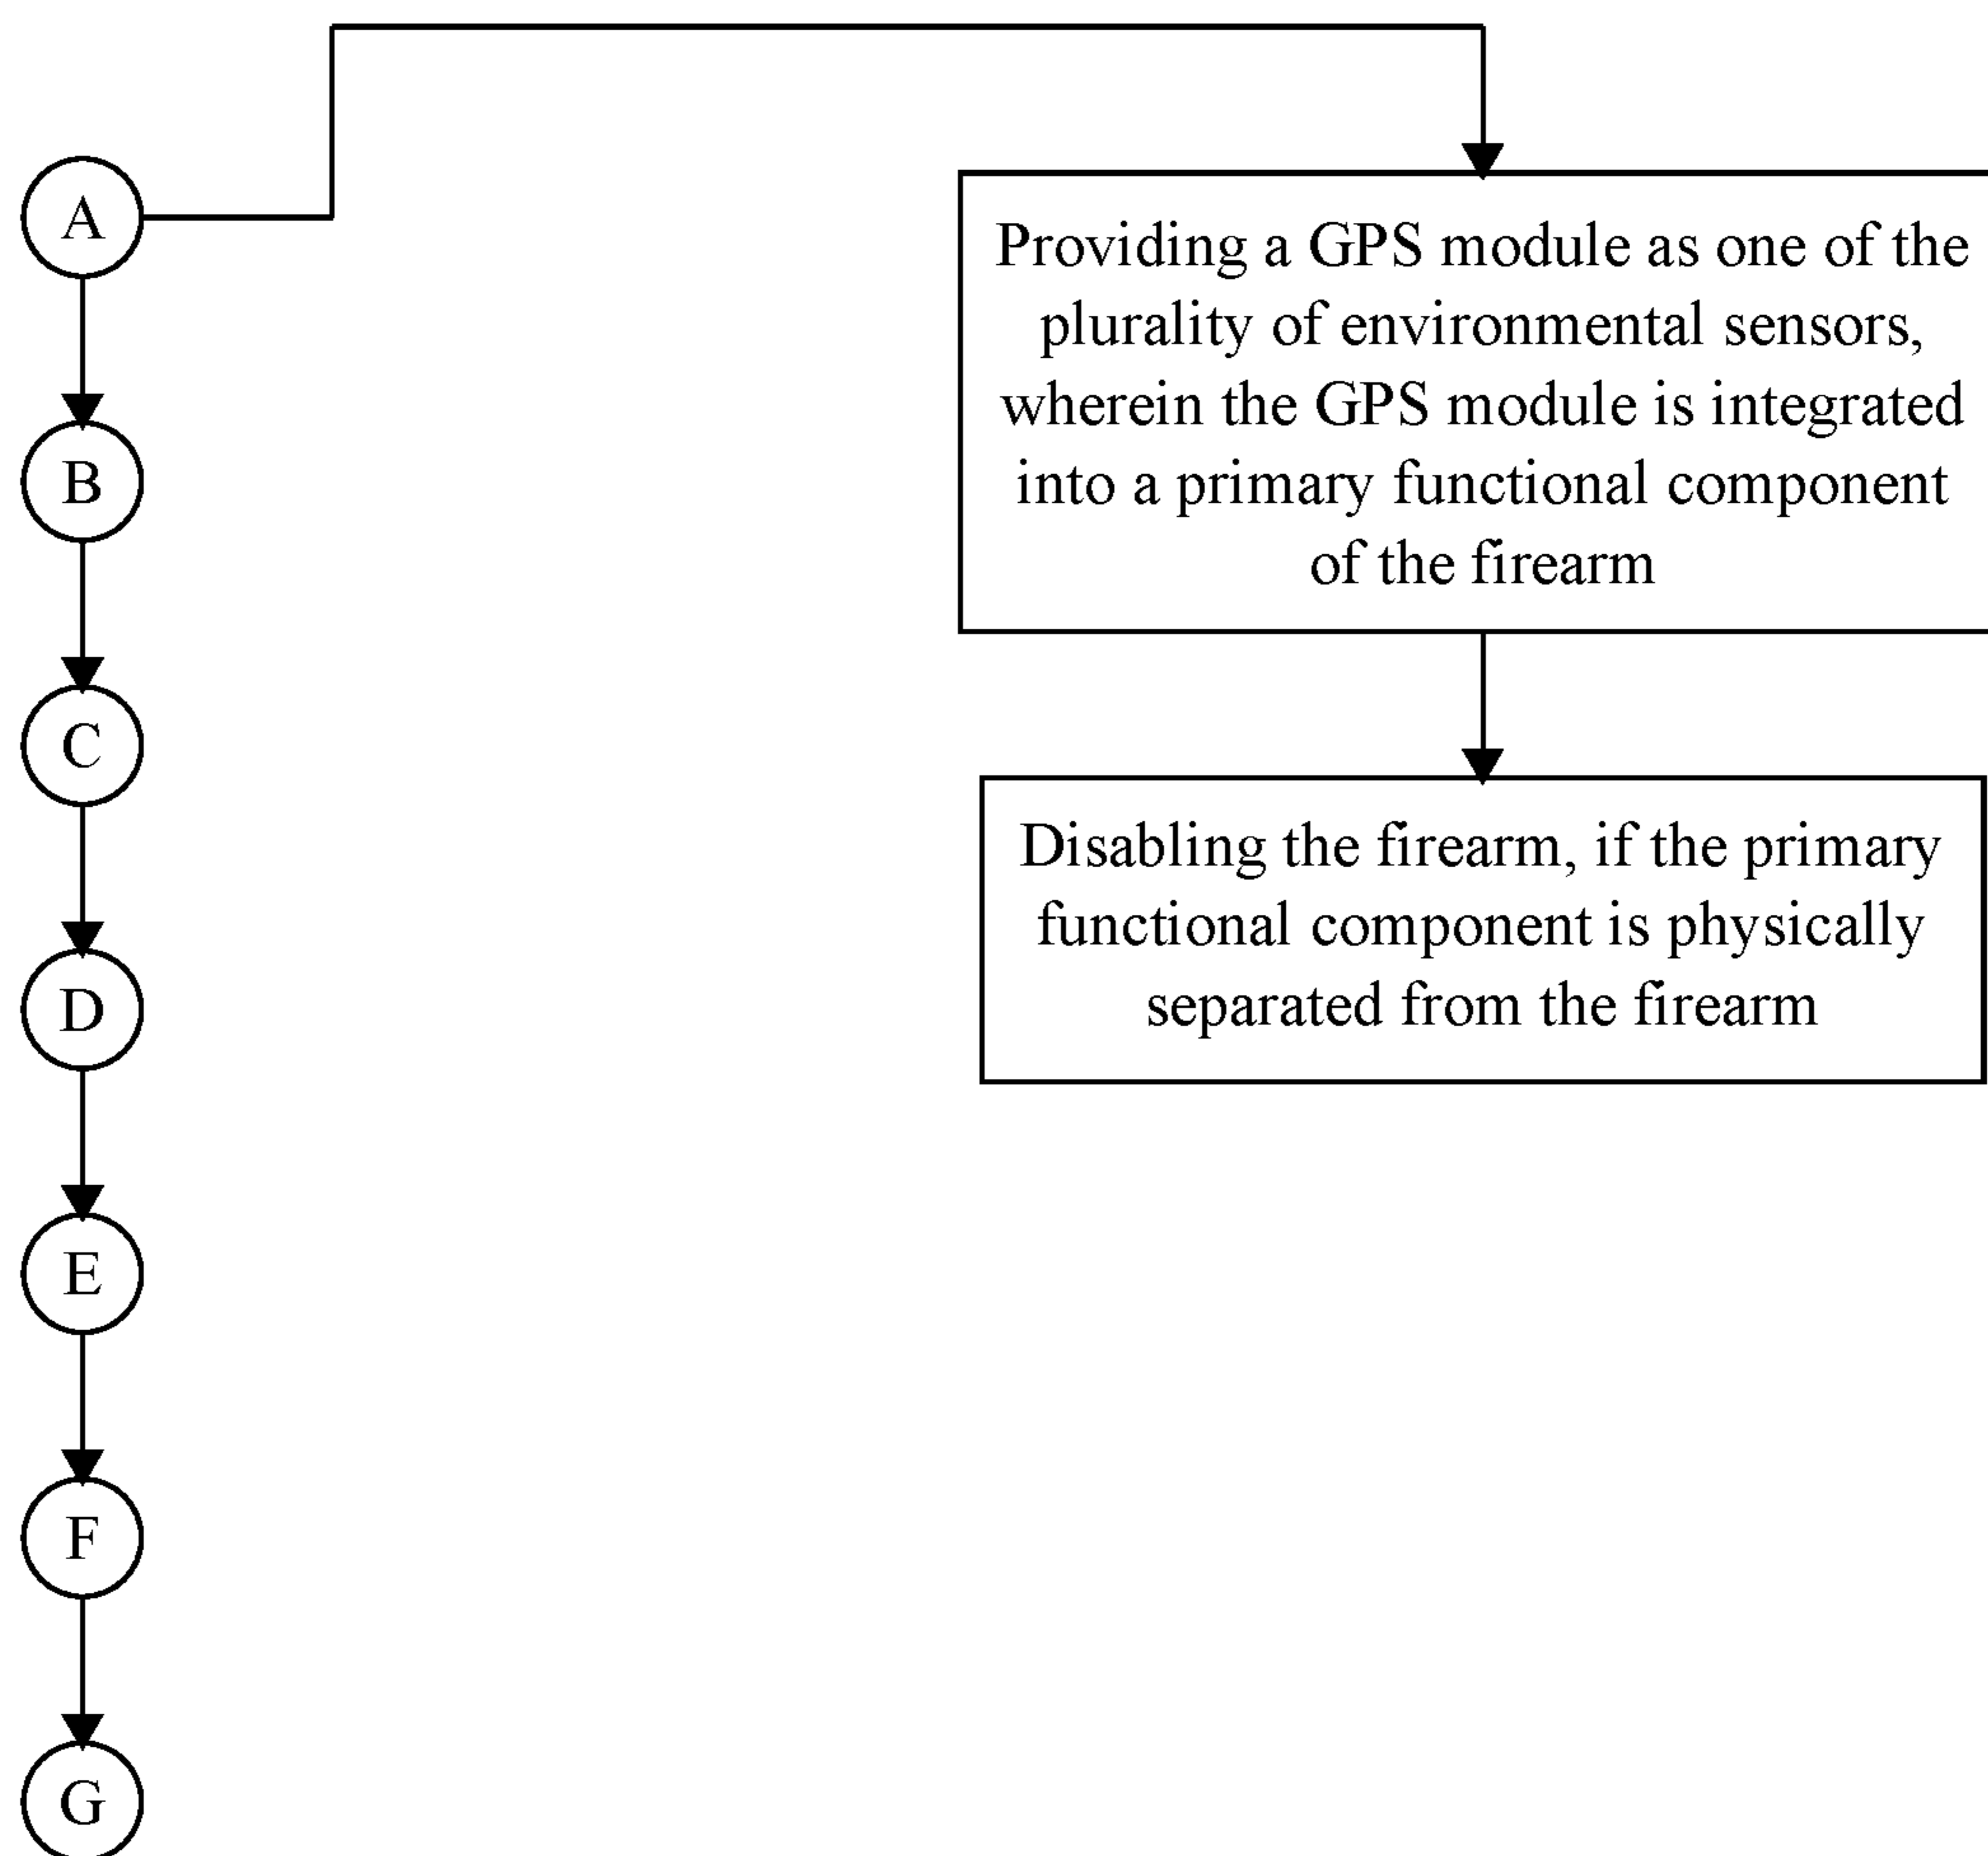 A
Providing a GPS module as one of the
plurality of environmental sensors,
wherein the GPS module is integrated
into a primary functional component
of the firearm
B
C
Disabling the firearm, if the primary
functional component is physically
separated from the firearm
D
E
F
G